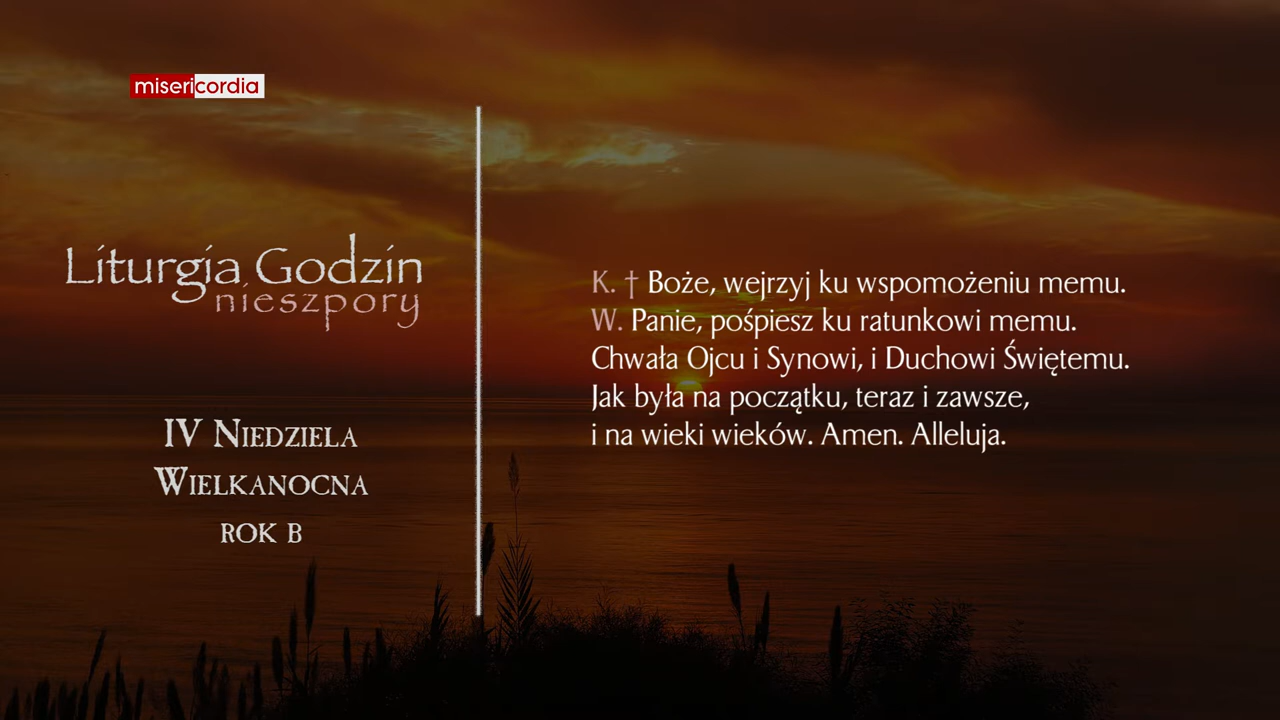 misericordia
Liturgia Godzin
nieszpory
IV Niedziela
Wielkanocna
rok B
K. † Boże, wejrzyj ku wspomożeniu memu.
W. Panie, pośpiesz ku ratunkowi memu.
Chwała Ojcu i Synowi, i Duchowi Świętemu.
Jak była na początku, teraz i zawsze,
i na wieki wieków. Amen. Alleluja.